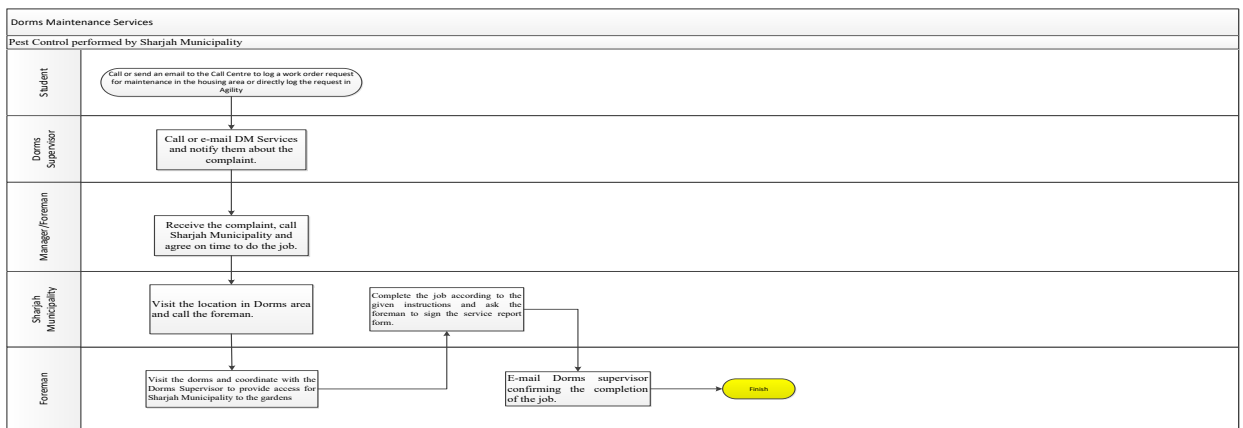 Dorms Maintenance Services
Pest Control performed by Sharjah Municipality
Student
Call or send an email to the Call Centre to log a work order request
for maintenance in the housing area or directly log the request in
Agility
Dorms
Supervisor
Call or e-mail DM Services
and notify them about the
complaint.
Manager/Foreman
Receive the complaint, call
Sharjah Municipality and
agree on time to do the job.
Sharjah
Municipality
Visit the location in Dorms area
and call the foreman.
Complete the job according to the
given instructions and ask the
foreman to sign the service report
form.
Foreman
Visit the dorms and coordinate with the
Dorms Supervisor to provide access for
Sharjah Municipality to the gardens
E-mail Dorms supervisor
confirming the completion
of the job.
Finish